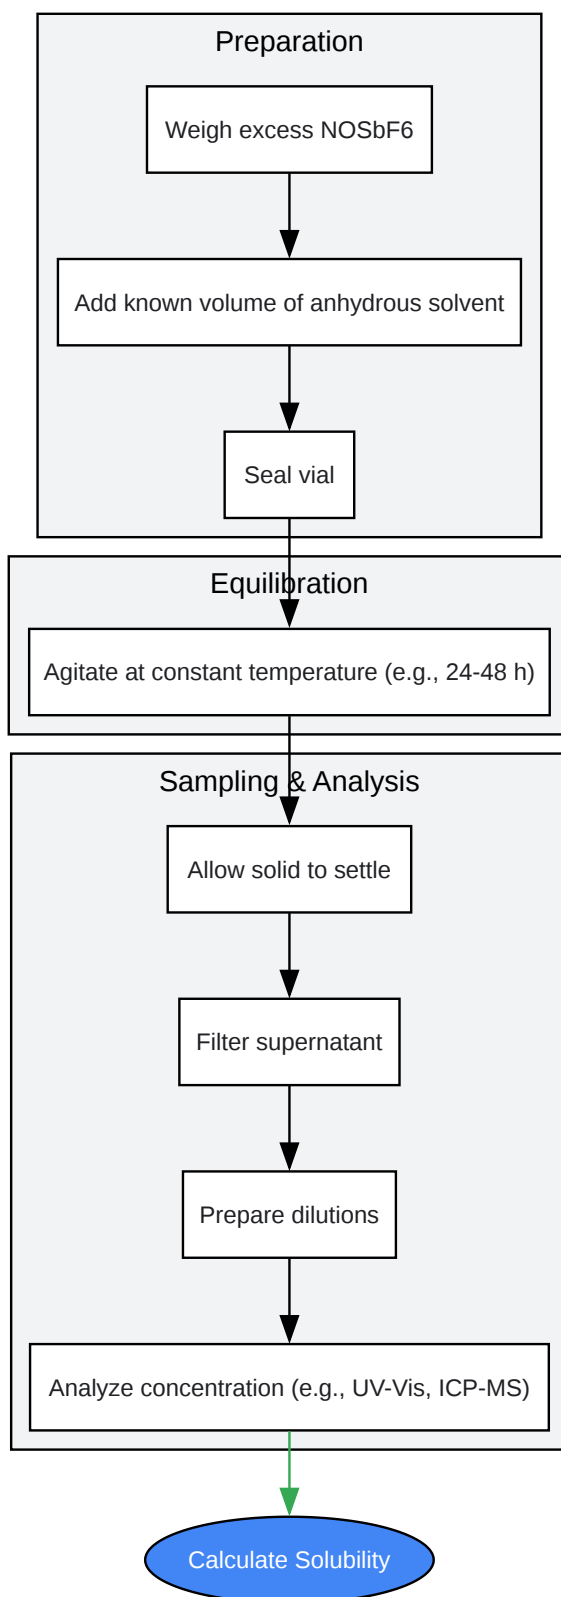 Preparation
Weigh excess NOSbF6
Add known volume of anhydrous solvent
Seal vial
Equilibration
Agitate at constant temperature (e.g., 24-48 h)
Sampling & Analysis
Allow solid to settle
Filter supernatant
Prepare dilutions
Analyze concentration (e.g., UV-Vis, ICP-MS)
Calculate Solubility